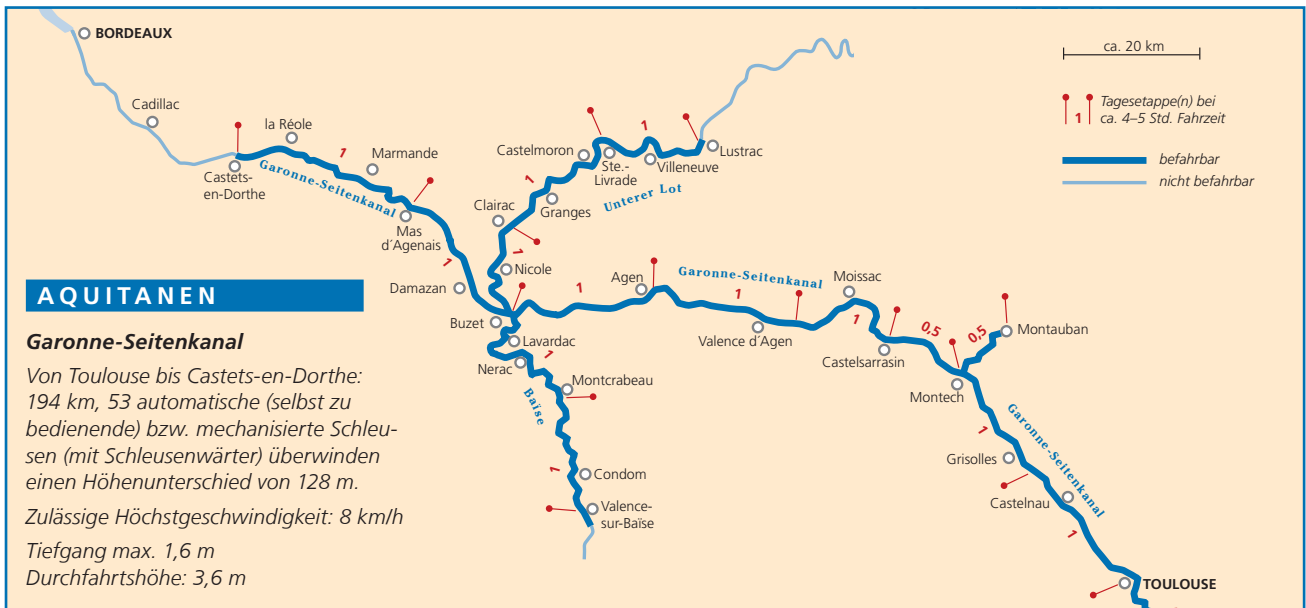 BORDEAUX
Cadillac
la Réole
Marmande
1
Castets-
en-Dorthe
Garonne-Seitenkanal
Mas
d´Agenais
1
Damazan
Castelmoron
1
Ste.-
Livrade
Villeneuve
Lustrac
Unterer Lot
1
Granges
Clairac
1
Nicole
ca. 20 km
Tagesetappe(n) bei
1
ca. 4–5 Std. Fahrzeit
befahrbar
nicht befahrbar
Buzet
1
Agen
Garonne-Seitenkanal
1
Valence d´Agen
Moissac
1
Castelsarrasin
0,5
0,5
Montauban
Montech
1
Grisolles
Garonne-Seitenkanal
Castelnau
1
TOULOUSE
Lavardac
Nerac
1
Montcrabeau
Baïse
1
Condom
Valence-
sur-Baïse
AQUITANEN
Garonne-Seitenkanal
Von Toulouse bis Castets-en-Dorthe:
194 km, 53 automatische (selbst zu
bedienende) bzw. mechanisierte Schleu-
sen (mit Schleusenwärter) überwinden
einen Höhenunterschied von 128 m.
Zulässige Höchstgeschwindigkeit: 8 km/h
Tiefgang max. 1,6 m
Durchfahrtshöhe: 3,6 m